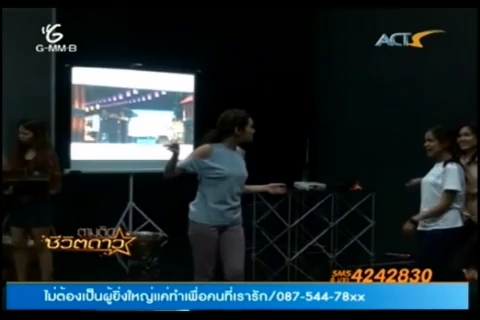 G-MM-B
ACTS
ตามติด
ชีวิตดาว
SMS 4242830
ไม่ต้องเป็นผู้ยิ่งใหญ่แค่ทำเพื่อคนที่เรารัก/087-544-78xx